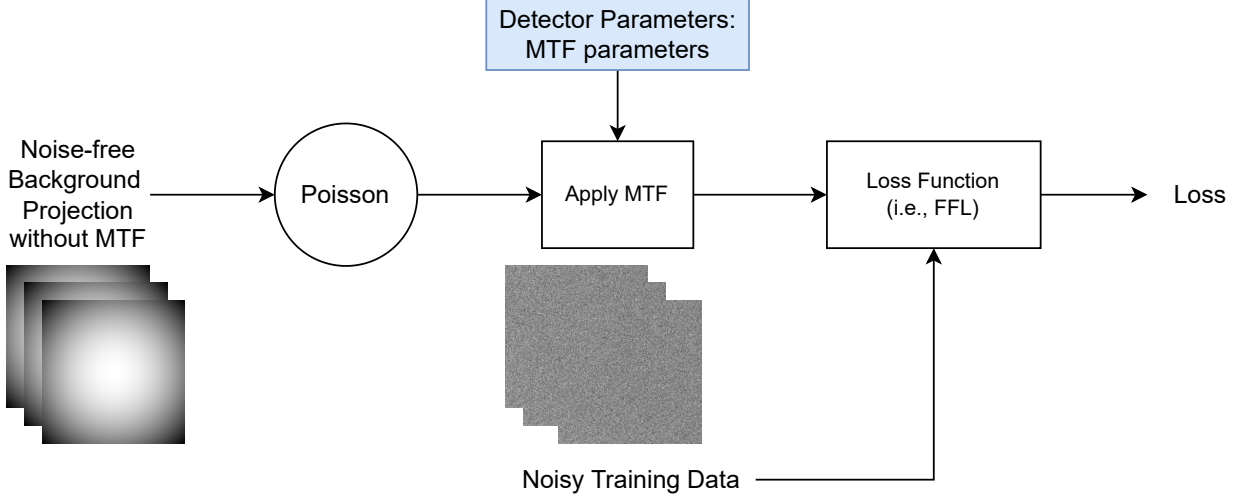 Detector Parameters:
MTF parameters
Noise-free
Background
Projection
without MTF
Poisson
Apply MTF
Loss Function
(i.e., FFL)
Loss
Noisy Training Data